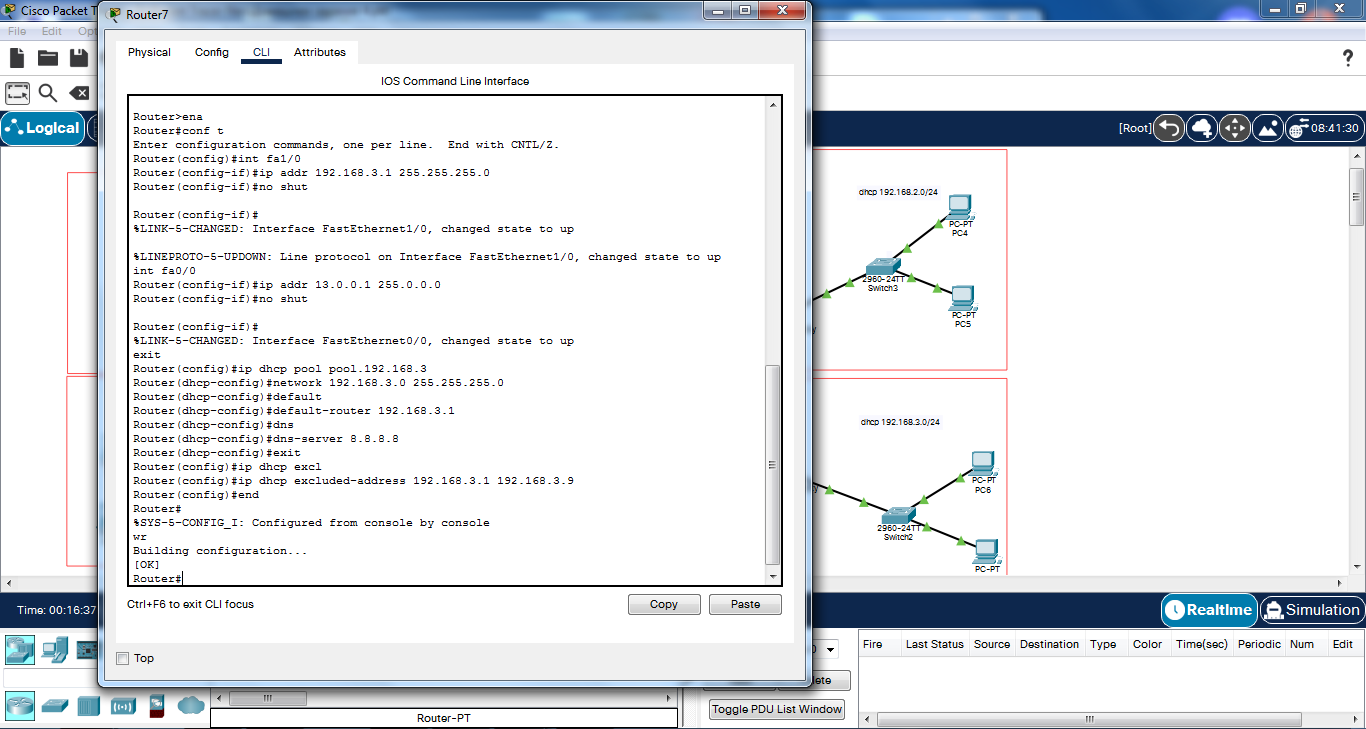 Cisco Packet T
Router7
File Edit Opt
Physical Config CLI Attributes
IOS Command Line Interface
Router>ena
Router#conf t
Enter configuration commands, one per line. End with CNTL/Z.
Router(config)#int fa1/0
Router(config-if)#ip addr 192.168.3.1 255.255.255.0
Router(config-if)#no shut
Router(config-if)#
%LINK-5-CHANGED: Interface FastEthernet1/0, changed state to up
%LINEPROTO-5-UPDOWN: Line protocol on Interface FastEthernet1/0, changed state to up
int fa0/0
Router(config-if)#ip addr 13.0.0.1 255.0.0.0
Router(config-if)#no shut
Router(config-if)#
%LINK-5-CHANGED: Interface FastEthernet0/0, changed state to up
exit
Router(config)#ip dhcp pool pool.192.168.3
Router(dhcp-config)#network 192.168.3.0 255.255.255.0
Router(dhcp-config)#default
Router(dhcp-config)#default-router 192.168.3.1
Router(dhcp-config)#dns
Router(dhcp-config)#dns-server 8.8.8.8
Router(dhcp-config)#exit
Router(config)#ip dhcp excl
Router(config)#ip dhcp excluded-address 192.168.3.1 192.168.3.9
Router(config)#end
Router#
%SYS-5-CONFIG_I: Configured from console by console
wr
Building configuration...
[OK]
Router#
Ctrl+F6 to exit CLI focus
Copy Paste
Top
?
Logical
[Root]
08:41:30
dhcp 192.168.2.0/24
PC-PT
PC4
2960-24TT
Switch3
PC-PT
PC5
dhcp 192.168.3.0/24
PC-PT
PC6
2960-24TT
Switch2
PC-PT
Time: 00:16:37
Realtime Simulation
Router-PT
Toggle PDU List Window
Fire Last Status Source Destination Type Color Time(sec) Periodic Num Edit